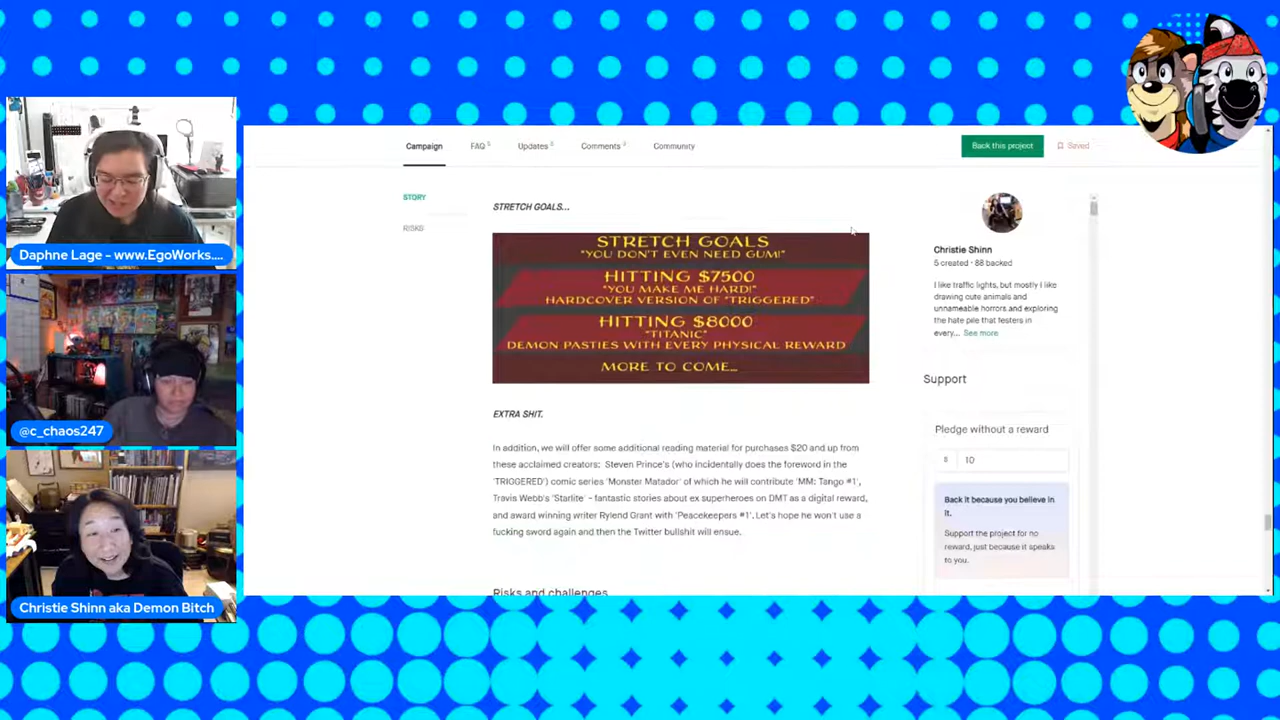 Campaign
FAQ 5
Updates 8
Comments
Community
Back this project
Saved
STORY
RISKS
STRETCH GOALS...
STRETCH GOALS
"YOU DON'T EVEN NEED GUM!"
HITTING $7500
"YOU MAKE ME HARD!"
HARDCOVER VERSION OF "TRIGGERED"
HITTING $8000
"TITANIC"
DEMON PASTIES WITH EVERY PHYSICAL REWARD
MORE TO COME...
EXTRA SHIT.
In addition, we will offer some additional reading material for purchases $20 and up from
these acclaimed creators: Steven Prince's (who incidentally does the foreword in the
'TRIGGERED') comic series 'Monster Matador' of which he will contribute 'MM: Tango #1',
Travis Webb's 'Starlite' - fantastic stories about ex superheroes on DMT as a digital reward,
and award winning writer Rylend Grant with 'Peacekeepers #1'. Let's hope he won't use a
fucking sword again and then the Twitter bullshit will ensue.
Risks and challenges
Christie Shinn
5 created · 88 backed
I like traffic lights, but mostly I like
drawing cute animals and
unnameable horrors and exploring
the hate pile that festers in
every... See more
Support
Pledge without a reward
$ 10
Back it because you believe in
it.
Support the project for no
reward, just because it speaks
to you.
Daphne Lage - www.EgoWorks....
@c_chaos247
Christie Shinn aka Demon Bitch